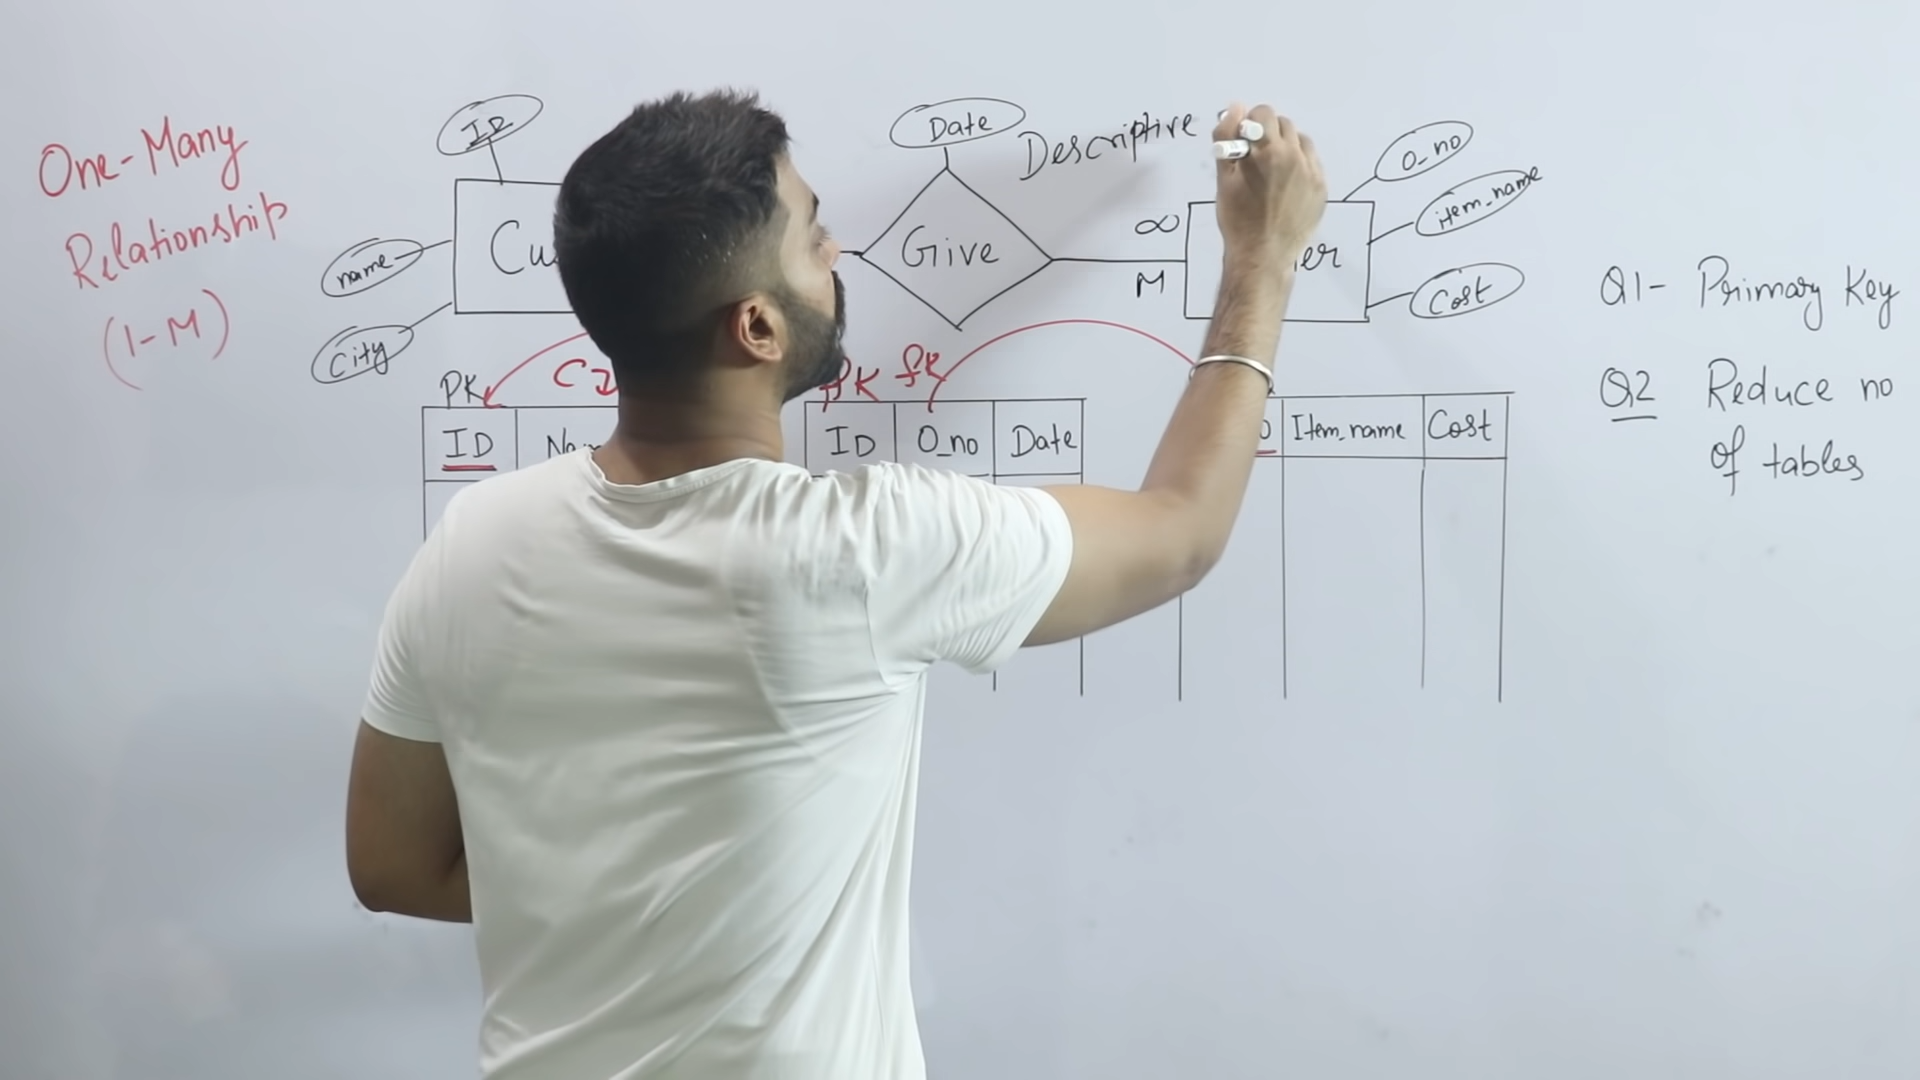 One-Many
Relationship
(1-M)
ID
name
City
Date
Descriptive
Give
∞
M
O_no
item_name
Cost
PK
fk
ID
O_no
Date
ID
Item_name
Cost
Q1- Primary Key
Q2 Reduce no
of tables